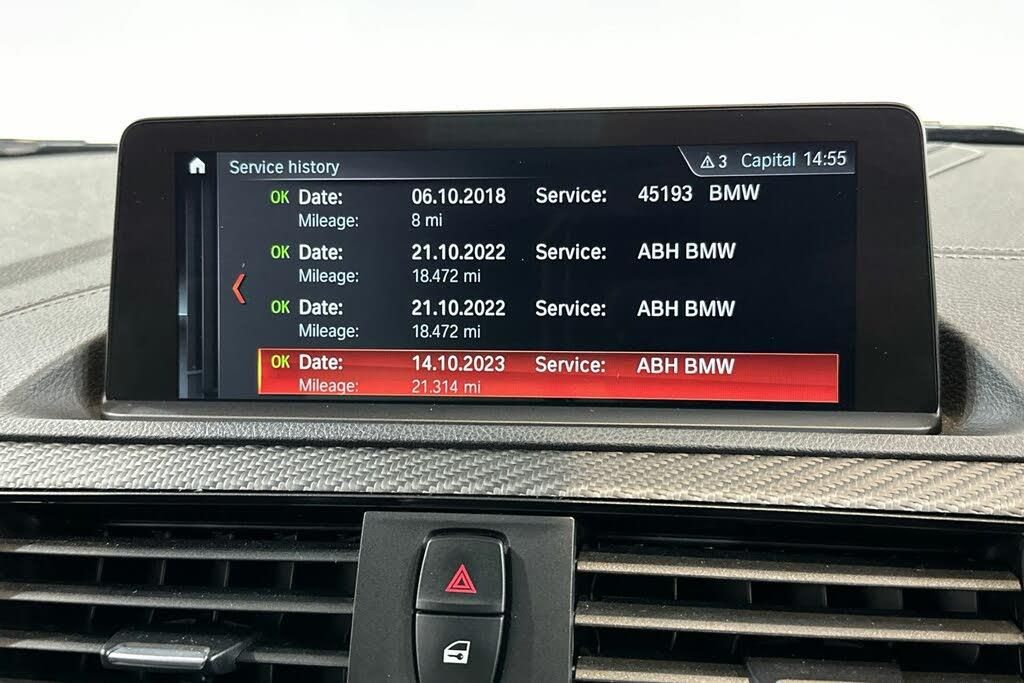 Service history 3 Capital 14:55
OK Date: 06.10.2018 Service: 45193 BMW
Mileage: 8 mi
OK Date: 21.10.2022 Service: ABH BMW
Mileage: 18.472 mi
OK Date: 21.10.2022 Service: ABH BMW
Mileage: 18.472 mi
OK Date: 14.10.2023 Service: ABH BMW
Mileage: 21.314 mi